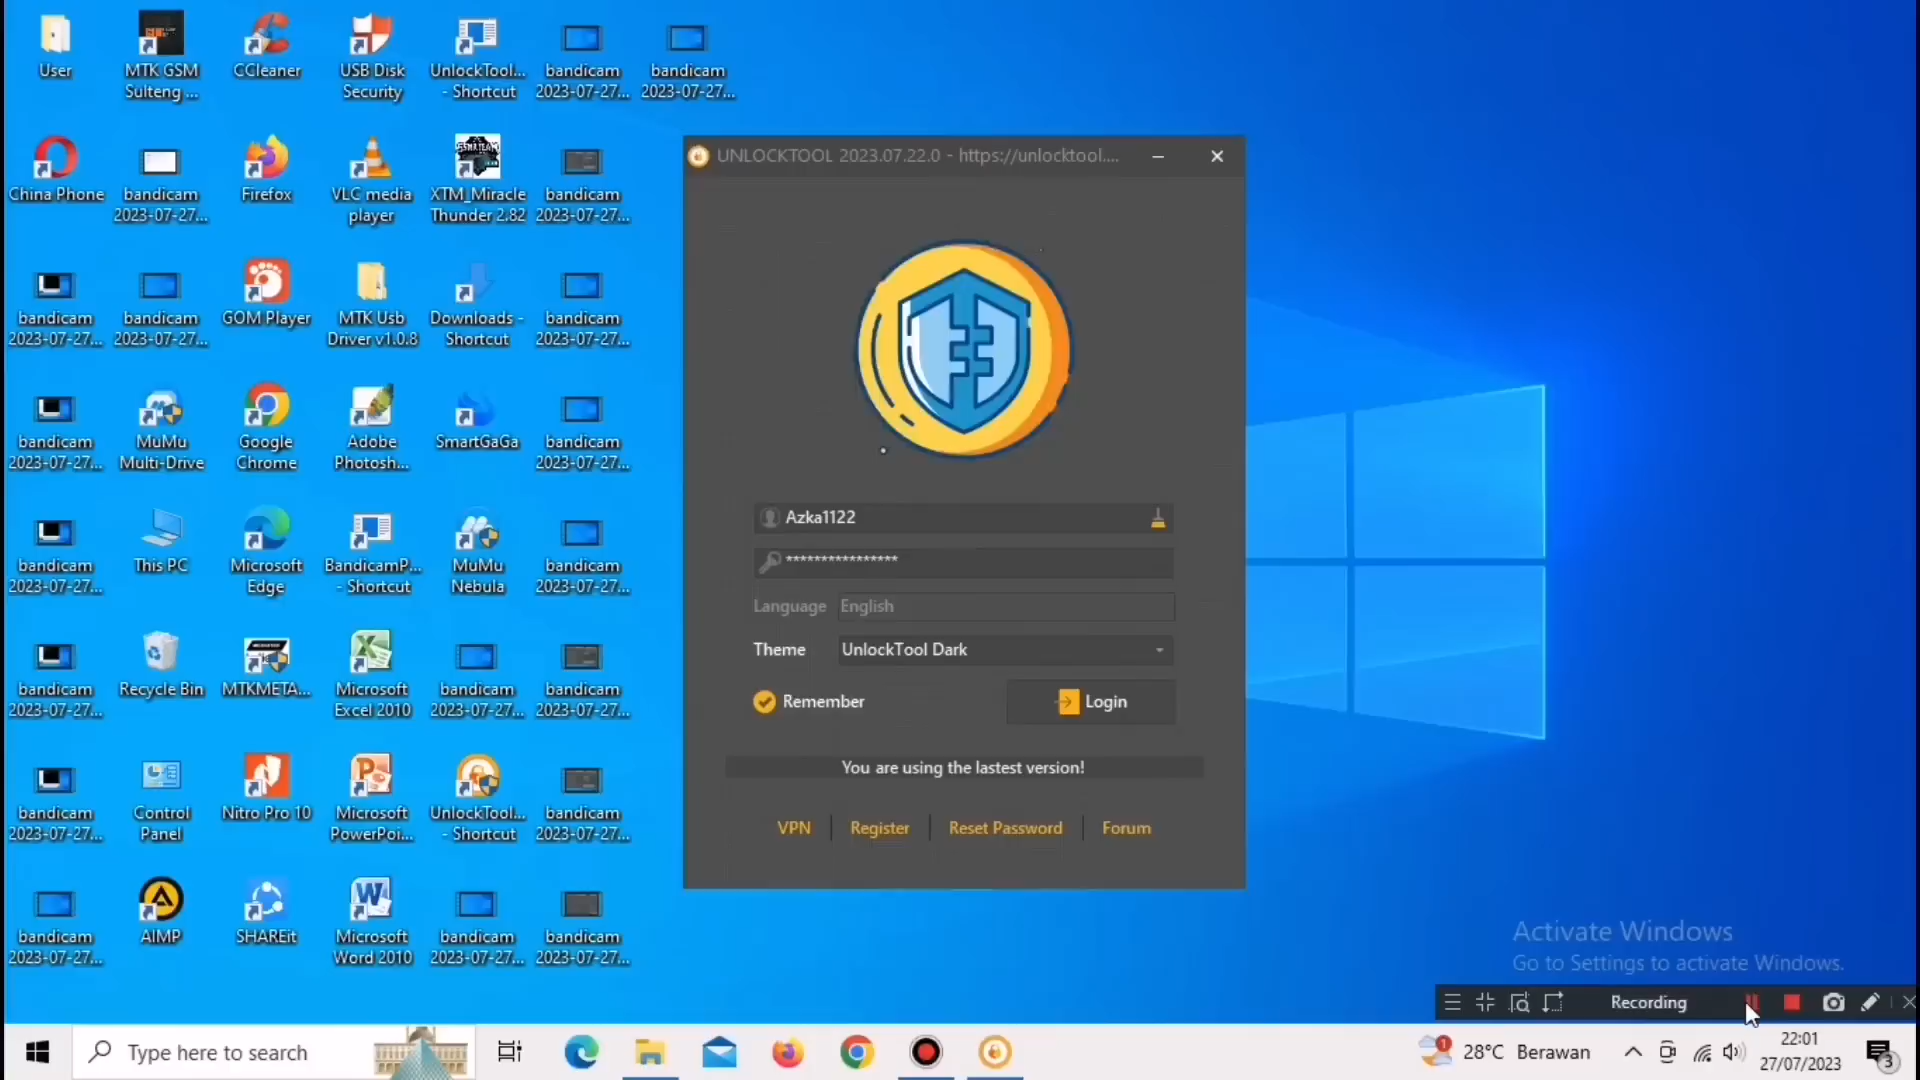 User
MTK GSM
Sulteng ...
CCleaner
USB Disk
Security
UnlockTool...
- Shortcut
bandicam
2023-07-27...
bandicam
2023-07-27...
China Phone
bandicam
2023-07-27...
Firefox
VLC media
player
XTM_Miracle
Thunder 2.82
bandicam
2023-07-27...
bandicam
2023-07-27...
bandicam
2023-07-27...
GOM Player
MTK Usb
Driver v1.0.8
Downloads -
Shortcut
bandicam
2023-07-27...
bandicam
2023-07-27...
MuMu
Multi-Drive
Google
Chrome
Adobe
Photosh...
SmartGaGa
bandicam
2023-07-27...
bandicam
2023-07-27...
This PC
Microsoft
Edge
BandicamP...
- Shortcut
MuMu
Nebula
bandicam
2023-07-27...
bandicam
2023-07-27...
Recycle Bin
MTKMETA...
Microsoft
Excel 2010
bandicam
2023-07-27...
bandicam
2023-07-27...
bandicam
2023-07-27...
Control
Panel
Nitro Pro 10
Microsoft
PowerPoi...
UnlockTool...
- Shortcut
bandicam
2023-07-27...
bandicam
2023-07-27...
AIMP
SHAREit
Microsoft
Word 2010
bandicam
2023-07-27...
bandicam
2023-07-27...
UNLOCKTOOL 2023.07.22.0 - https://unlocktool....
Azka1122
****************
Language English
Theme UnlockTool Dark
Remember
Login
You are using the lastest version!
VPN Register Reset Password Forum
Activate Windows
Go to Settings to activate Windows.
Recording
Type here to search
1
28°C Berawan
22:01
27/07/2023
3